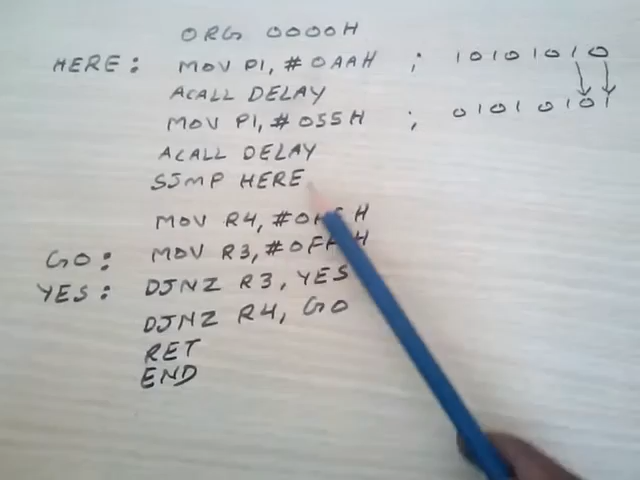 ORG 0000H
HERE: MOV P1, #0AAH ; 10101010
ACALL DELAY
MOV P1, #055H ; 01010101
ACALL DELAY
SJMP HERE
MOV R4, H
GO: MOV R3, #0FFH
YES: DJNZ R3, YES
DJNZ R4, GO
RET
END